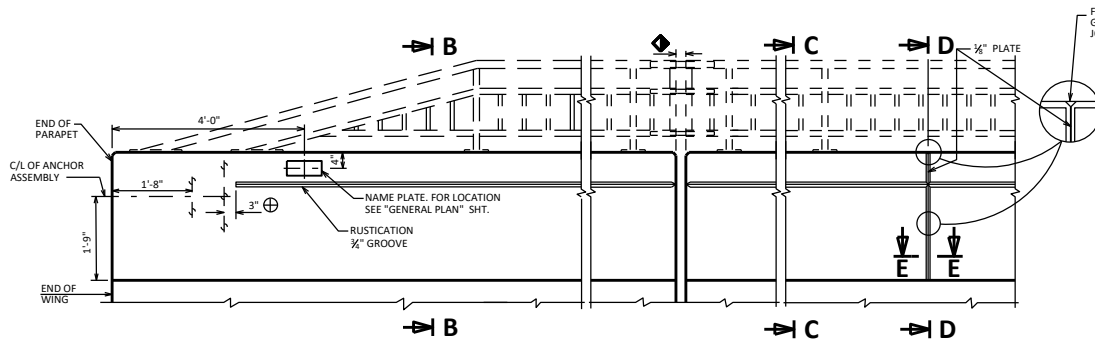 B
C
D
F
G
J
⅛" PLATE
4'-0"
END OF
PARAPET
C/L OF ANCHOR
ASSEMBLY
1'-8"
4"
NAME PLATE. FOR LOCATION
SEE "GENERAL PLAN" SHT.
3"
RUSTICATION
¾" GROOVE
1'-9"
E
E
END OF
WING
B
C
D